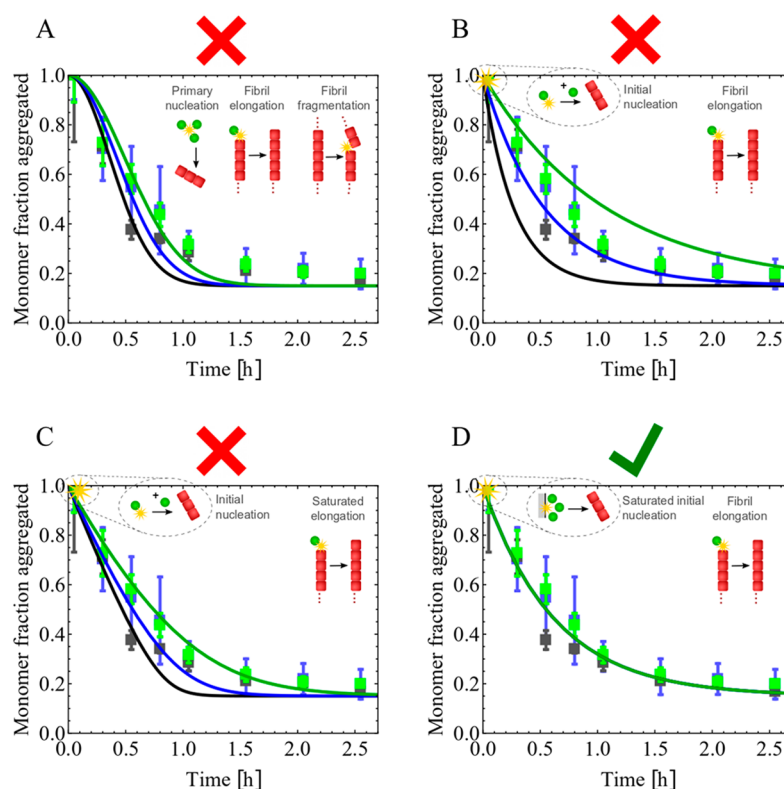 A
Primary
nucleation
Fibril
elongation
Fibril
fragmentation
Monomer fraction aggregated
1.0
0.8
0.6
0.4
0.2
0.0
0.0 0.5 1.0 1.5 2.0 2.5
Time [h]
B
+
Initial
nucleation
Fibril
elongation
Monomer fraction aggregated
1.0
0.8
0.6
0.4
0.2
0.0
0.0 0.5 1.0 1.5 2.0 2.5
Time [h]
C
+
Initial
nucleation
Saturated
elongation
Monomer fraction aggregated
1.0
0.8
0.6
0.4
0.2
0.0
0.0 0.5 1.0 1.5 2.0 2.5
Time [h]
D
Saturated initial
nucleation
Fibril
elongation
Monomer fraction aggregated
1.0
0.8
0.6
0.4
0.2
0.0
0.0 0.5 1.0 1.5 2.0 2.5
Time [h]